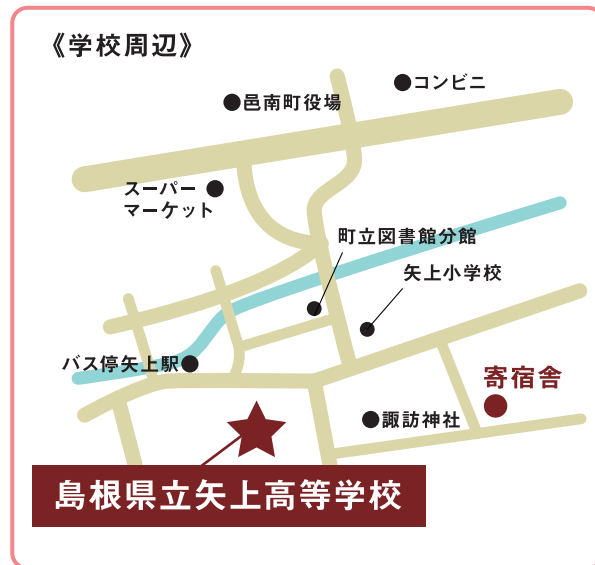 《学校周辺》
コンビニ
邑南町役場
スーパー
マーケット
町立図書館分館
矢上小学校
バス停矢上駅
寄宿舎
諏訪神社
島根県立矢上高等学校